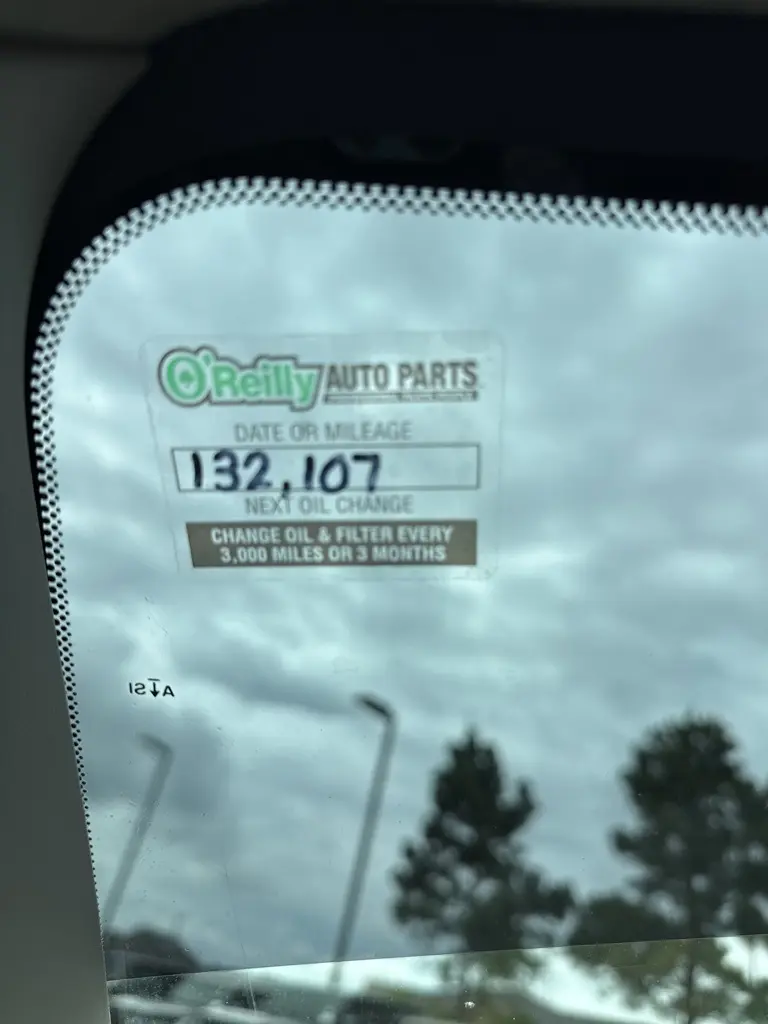 O'Reilly AUTO PARTS
DATE OR MILEAGE
132,107
NEXT OIL CHANGE
CHANGE OIL & FILTER EVERY
3,000 MILES OR 3 MONTHS
AS1